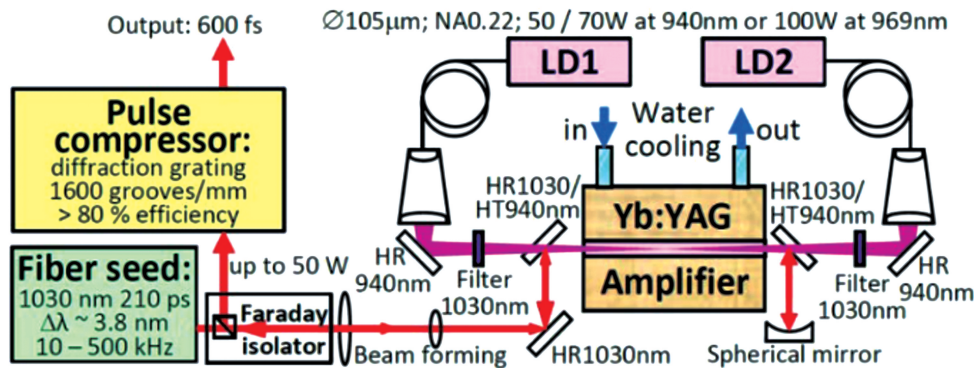 Output: 600 fs
∅105μm; NA0.22; 50 / 70W at 940nm or 100W at 969nm
LD1
LD2
Pulse
compressor:
diffraction grating
1600 grooves/mm
> 80 % efficiency
in
Water
cooling
out
HR1030/
HT940nm
Yb:YAG
Amplifier
HR1030/
HT940nm
HR
940nm
Filter
1030nm
Filter
1030nm
HR
940nm
Fiber seed:
1030 nm 210 ps
Δλ ~ 3.8 nm
10 – 500 kHz
up to 50 W
Faraday
isolator
Beam forming
HR1030nm
Spherical mirror